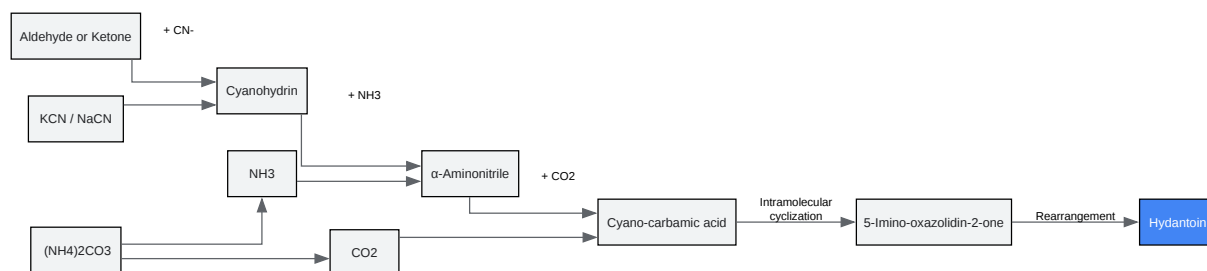 Aldehyde or Ketone
+ CN-
Cyanohydrin
KCN / NaCN
+ NH3
NH3
α-Aminonitrile
+ CO2
(NH4)2CO3
CO2
Cyano-carbamic acid
Intramolecular
cyclization
5-Imino-oxazolidin-2-one
Rearrangement
Hydantoin